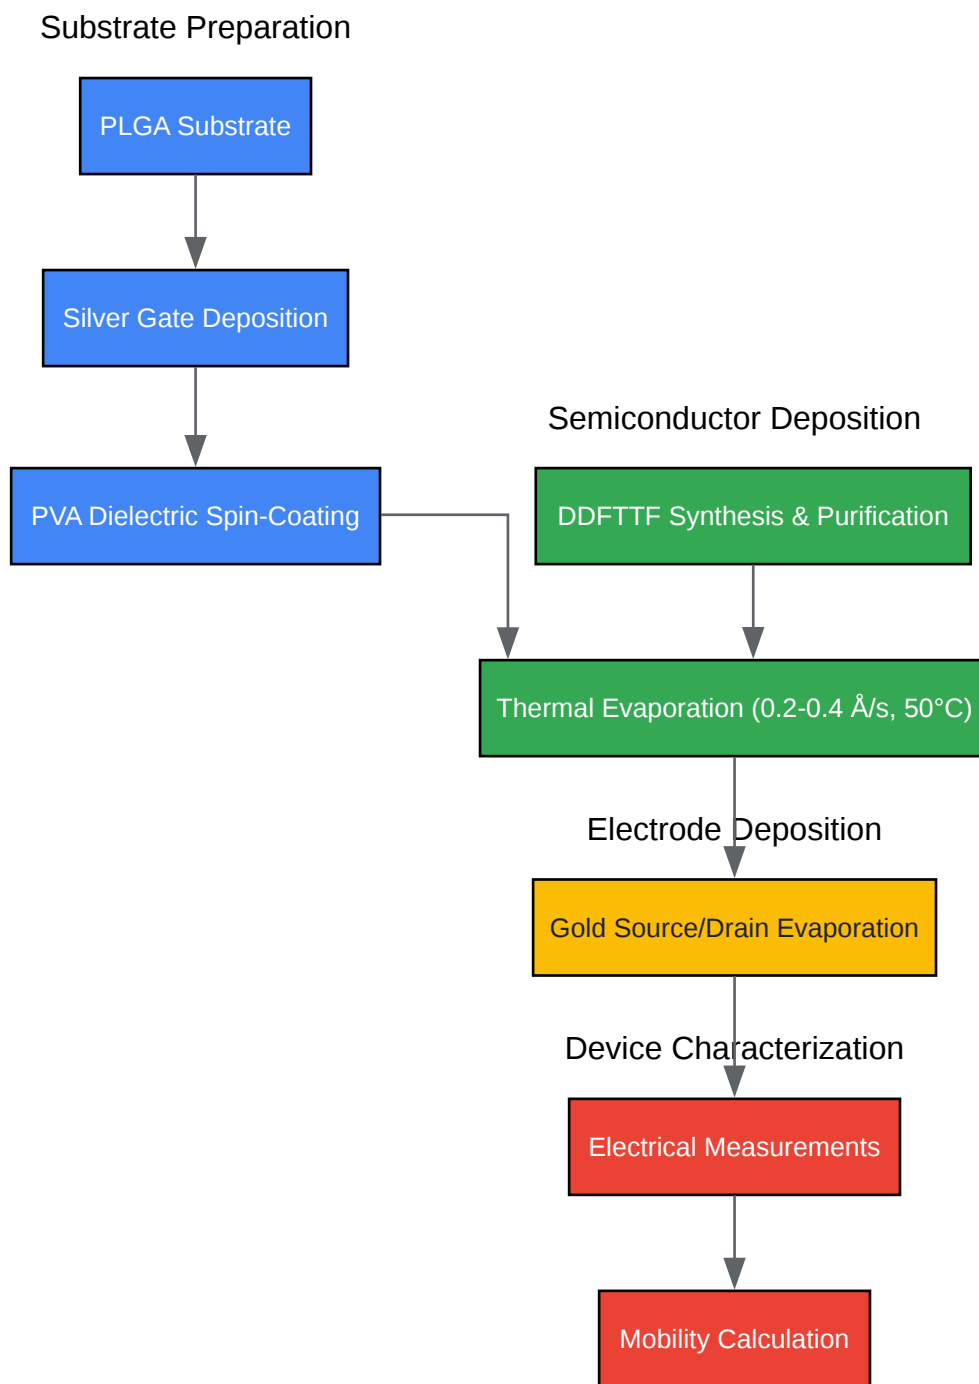 Substrate Preparation
PLGA Substrate
Silver Gate Deposition
PVA Dielectric Spin-Coating
Semiconductor Deposition
DDFTTF Synthesis & Purification
Thermal Evaporation (0.2-0.4 Å/s, 50°C)
Electrode Deposition
Gold Source/Drain Evaporation
Device Characterization
Electrical Measurements
Mobility Calculation